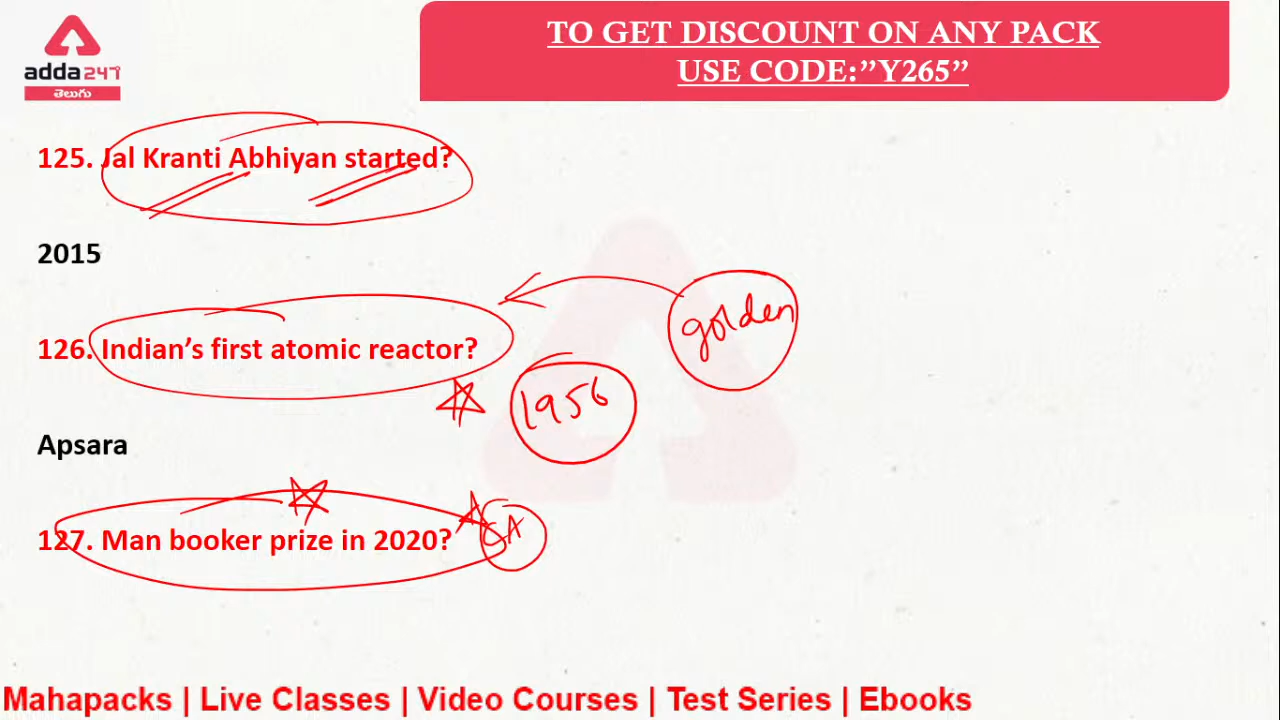 TO GET DISCOUNT ON ANY PACK
USE CODE:”Y265”
adda247
తెలుగు
125. Jal Kranti Abhiyan started?
2015
golden
126. Indian’s first atomic reactor?
1956
Apsara
127. Man booker prize in 2020?
Mahapacks | Live Classes | Video Courses | Test Series | Ebooks